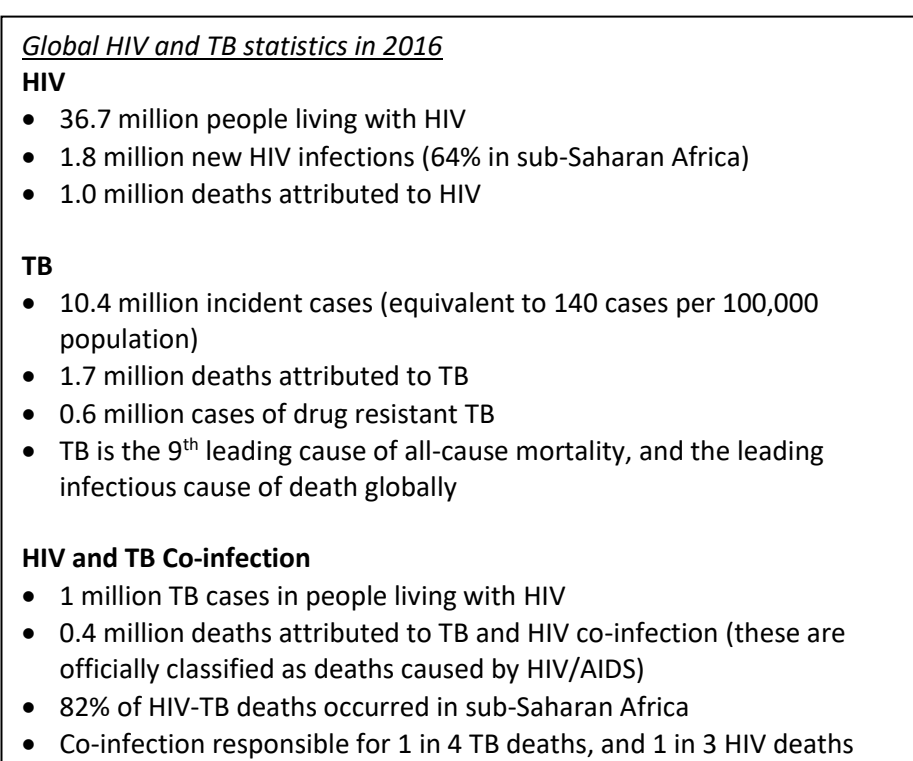 Global HIV and TB statistics in 2016
HIV
• 36.7 million people living with HIV
• 1.8 million new HIV infections (64% in sub-Saharan Africa)
• 1.0 million deaths attributed to HIV
TB
• 10.4 million incident cases (equivalent to 140 cases per 100,000
population)
• 1.7 million deaths attributed to TB
• 0.6 million cases of drug resistant TB
• TB is the 9th leading cause of all-cause mortality, and the leading
infectious cause of death globally
HIV and TB Co-infection
• 1 million TB cases in people living with HIV
• 0.4 million deaths attributed to TB and HIV co-infection (these are
officially classified as deaths caused by HIV/AIDS)
• 82% of HIV-TB deaths occurred in sub-Saharan Africa
• Co-infection responsible for 1 in 4 TB deaths, and 1 in 3 HIV deaths